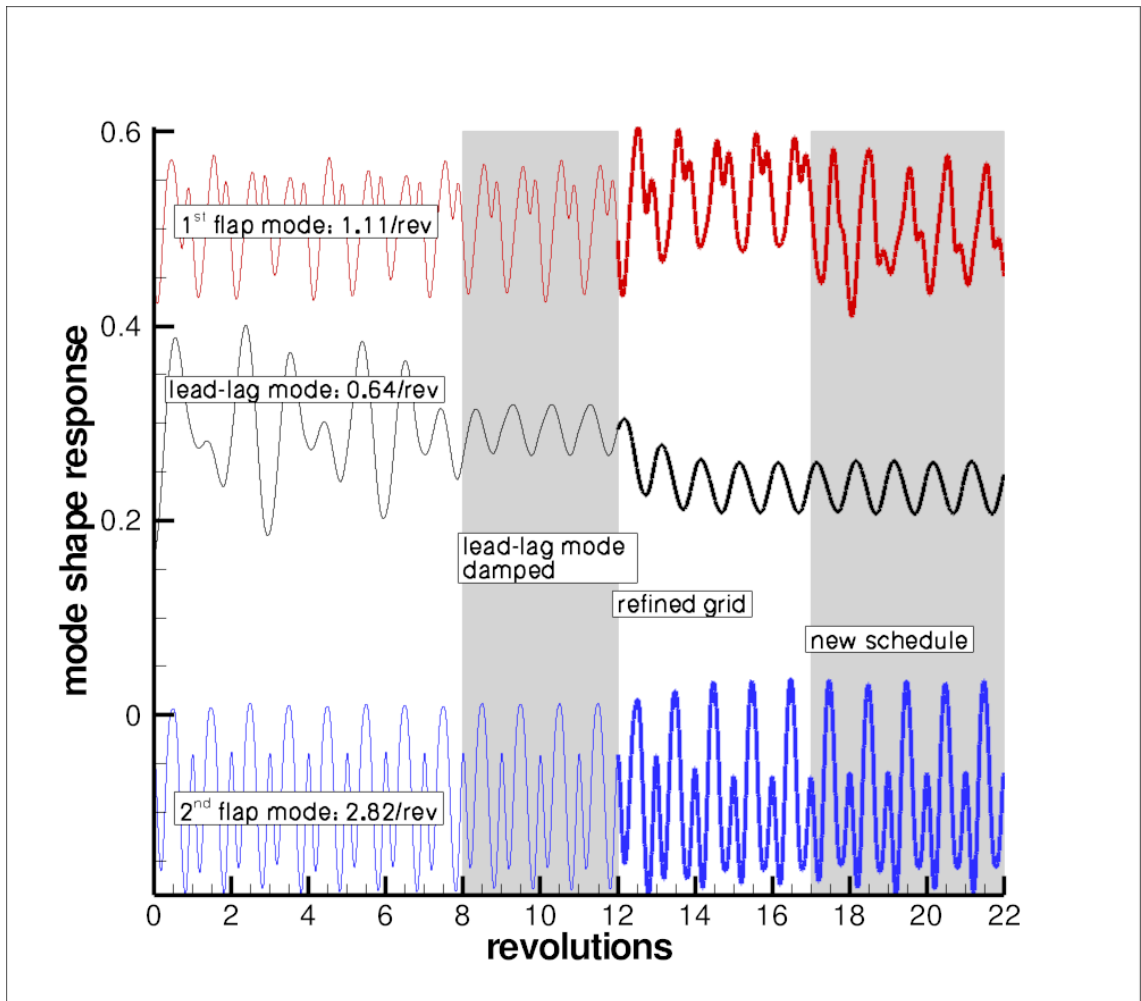 0.6
1st flap mode: 1.11/rev
0.4
lead-lag mode: 0.64/rev
mode shape response
0.2
lead-lag mode
damped
refined grid
new schedule
0
2nd flap mode: 2.82/rev
0 2 4 6 8 10 12 14 16 18 20 22
revolutions